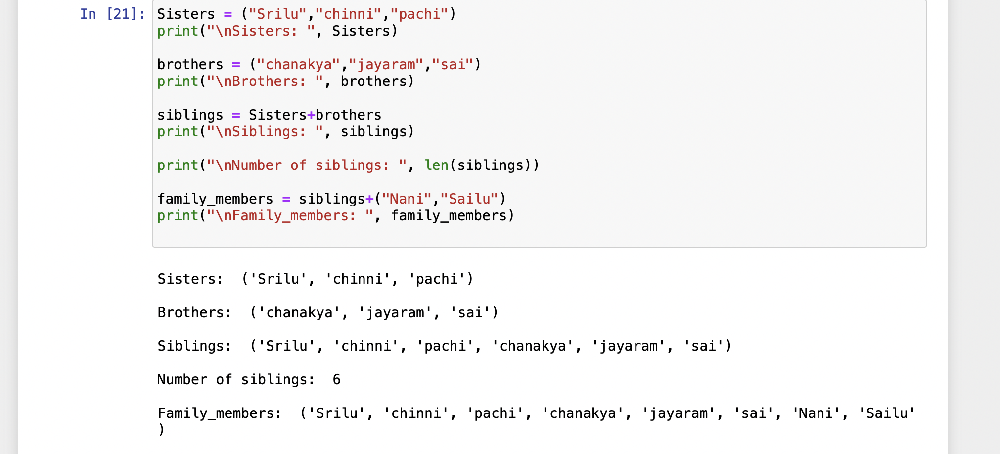 In [21]: Sisters = ("Srilu","chinni","pachi")
print("\nSisters: ", Sisters)
brothers = ("chanakya","jayaram","sai")
print("\nBrothers: ", brothers)
siblings = Sisters+brothers
print("\nSiblings: ", siblings)
print("\nNumber of siblings: ", len(siblings))
family_members = siblings+("Nani","Sailu")
print("\nFamily_members: ", family_members)
Sisters:  ('Srilu', 'chinni', 'pachi')
Brothers:  ('chanakya', 'jayaram', 'sai')
Siblings:  ('Srilu', 'chinni', 'pachi', 'chanakya', 'jayaram', 'sai')
Number of siblings:  6
Family_members:  ('Srilu', 'chinni', 'pachi', 'chanakya', 'jayaram', 'sai', 'Nani', 'Sailu'
)